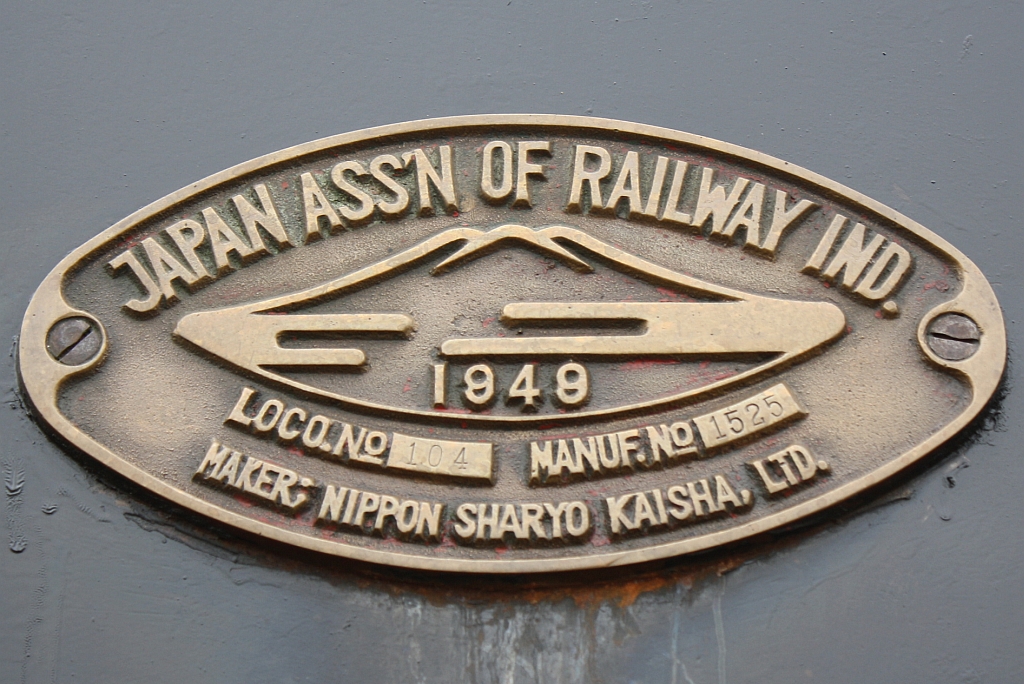 JAPAN ASS'N OF RAILWAY IND.
1949
LOCO.NO 104 MANUF.NO 1525
MAKER; NIPPON SHARYO KAISHA, LTD.